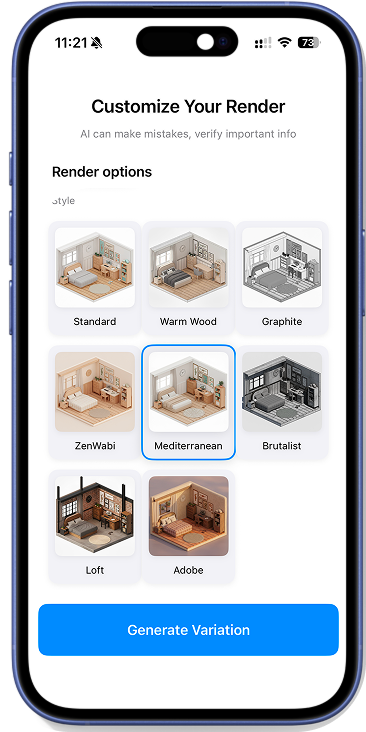 11:21
73
Customize Your Render
AI can make mistakes, verify important info
Render options
Style
Standard Warm Wood Graphite
ZenWabi Mediterranean Brutalist
Loft Adobe
Generate Variation